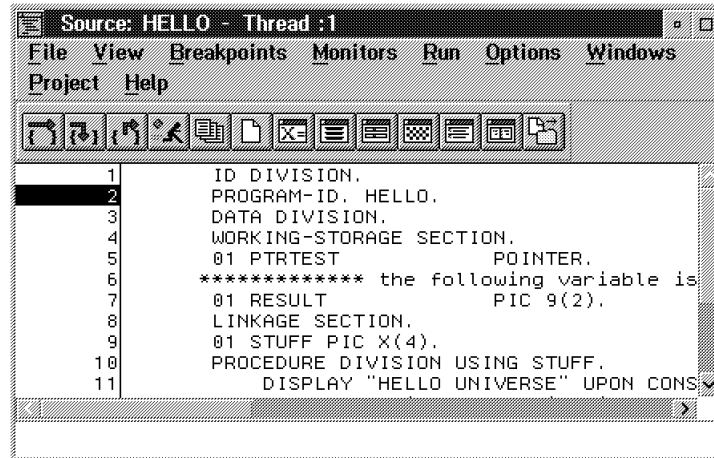 Source: HELLO - Thread :1
File View Breakpoints Monitors Run Options Windows
Project Help
1 ID DIVISION.
2 PROGRAM-ID. HELLO.
3 DATA DIVISION.
4 WORKING-STORAGE SECTION.
5 01 PTRTEST POINTER.
6 ************* the following variable is
7 01 RESULT PIC 9(2).
8 LINKAGE SECTION.
9 01 STUFF PIC X(4).
10 PROCEDURE DIVISION USING STUFF.
11 DISPLAY "HELLO UNIVERSE" UPON CONS